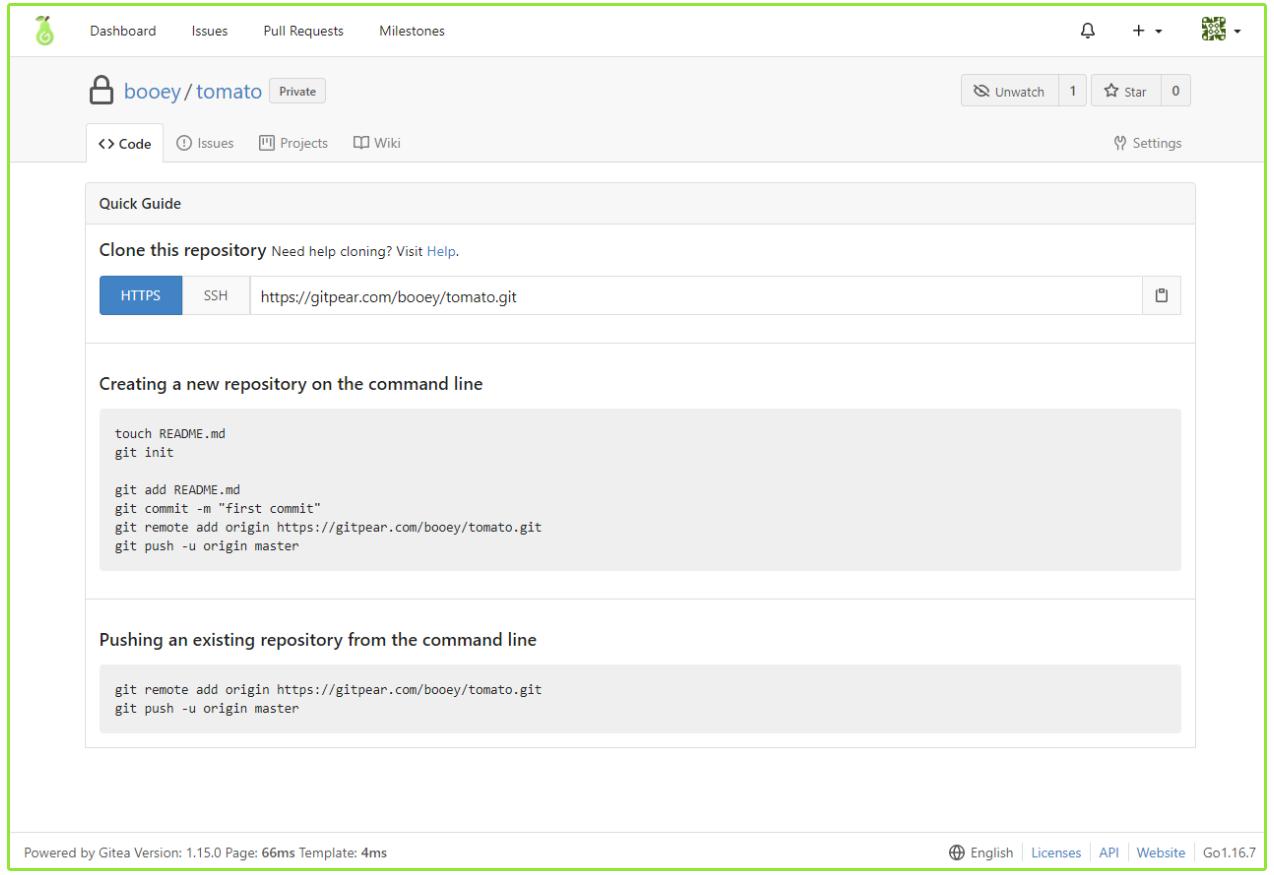 Dashboard Issues Pull Requests Milestones
booey / tomato Private Unwatch 1 Star 0
Code Issues Projects Wiki Settings
Quick Guide
Clone this repository Need help cloning? Visit Help.
HTTPS SSH https://gitpear.com/booey/tomato.git
Creating a new repository on the command line
touch README.md
git init
git add README.md
git commit -m "first commit"
git remote add origin https://gitpear.com/booey/tomato.git
git push -u origin master
Pushing an existing repository from the command line
git remote add origin https://gitpear.com/booey/tomato.git
git push -u origin master
Powered by Gitea Version: 1.15.0 Page: 66ms Template: 4ms English Licenses API Website Go1.16.7